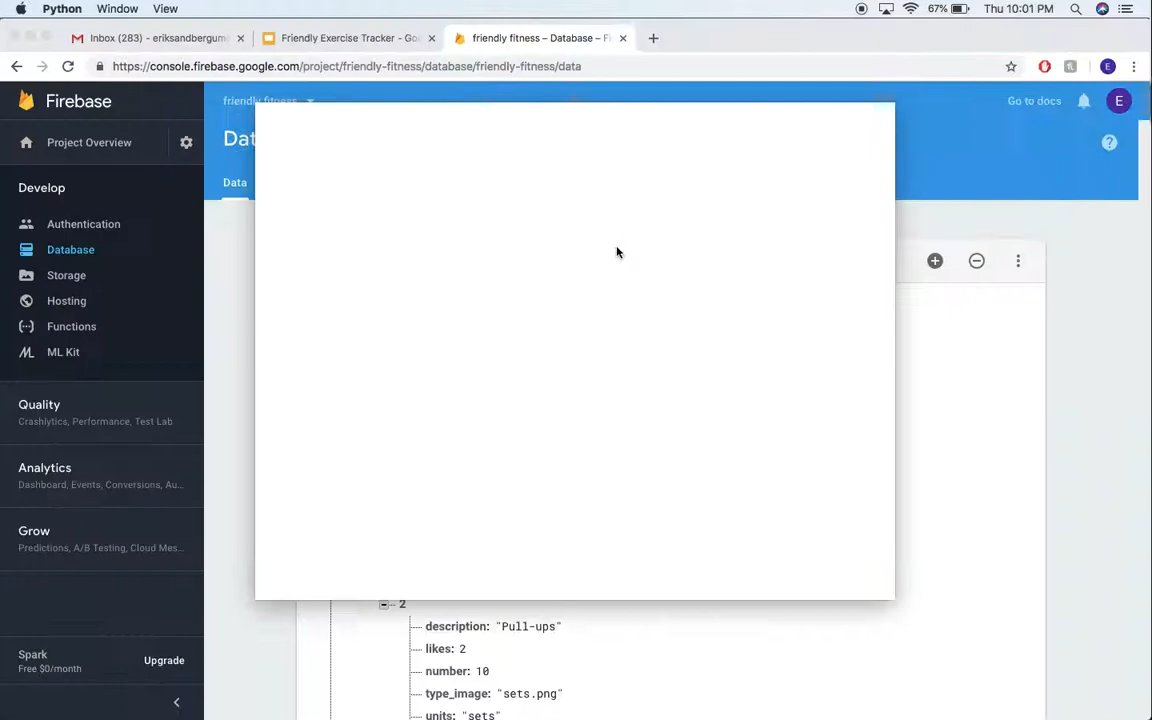 Python Window View 67% Thu 10:01 PM
Inbox (283) - eriksandbergum
Friendly Exercise Tracker - Go
friendly fitness – Database – Fi
https://console.firebase.google.com/project/friendly-fitness/database/friendly-fitness/data
E
Firebase
friendly fitness
Go to docs
E
Project Overview
Dat
Data
Develop
Authentication
Database
Storage
Hosting
Functions
ML Kit
Quality
Crashlytics, Performance, Test Lab
Analytics
Dashboard, Events, Conversions, Au...
Grow
Predictions, A/B Testing, Cloud Mes...
2
description: "Pull-ups"
likes: 2
number: 10
type_image: "sets.png"
units: "sets"
Spark
Free $0/month
Upgrade